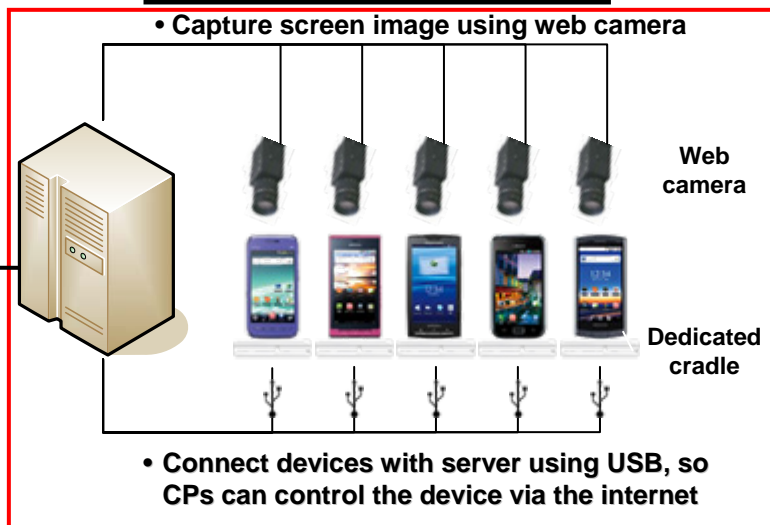 • Capture screen image using web camera
Web
camera
Dedicated
cradle
• Connect devices with server using USB, so
CPs can control the device via the internet